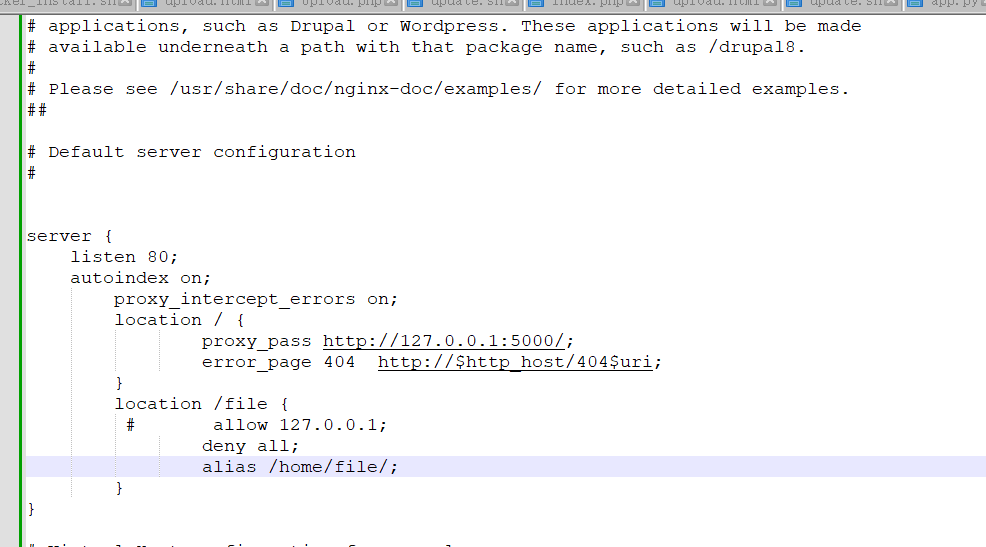 upload.html upload.php update.sh index.php upload.html update.sh app.py
# applications, such as Drupal or Wordpress. These applications will be made
# available underneath a path with that package name, such as /drupal8.
#
# Please see /usr/share/doc/nginx-doc/examples/ for more detailed examples.
##
# Default server configuration
#
server {
listen 80;
autoindex on;
proxy_intercept_errors on;
location / {
proxy_pass http://127.0.0.1:5000/;
error_page 404  http://$http_host/404$uri;
}
location /file {
#       allow 127.0.0.1;
deny all;
alias /home/file/;
}
}